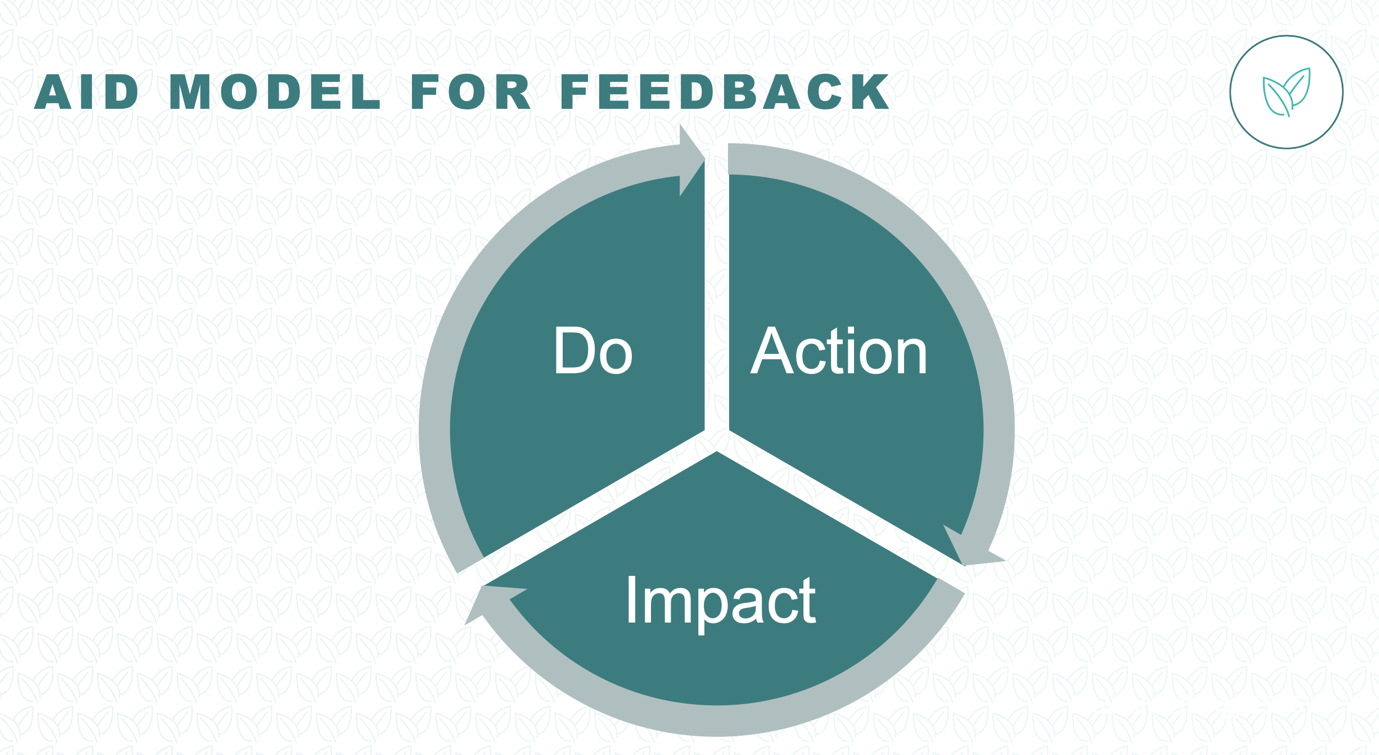 AID MODEL FOR FEEDBACK
Do
Action
Impact